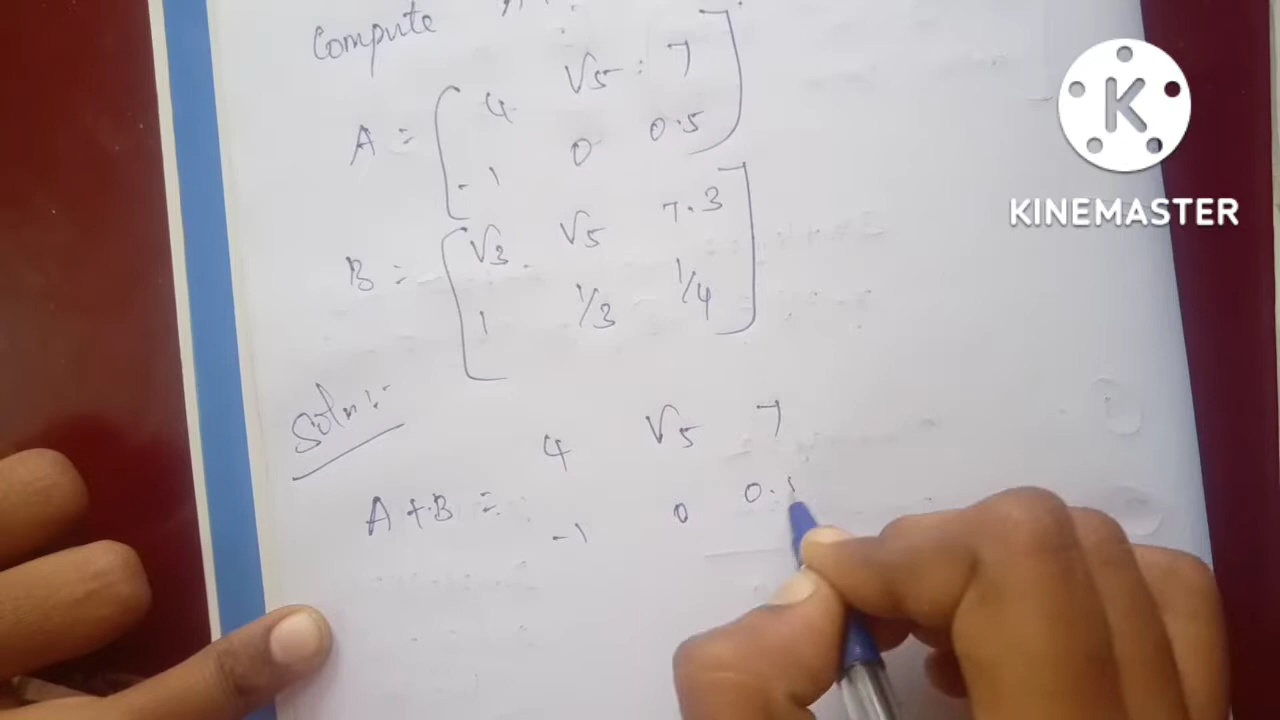 Compute
4 √5 7
A = -1 0 0.5
√3 √5 7.3
B = 1 1/3 1/4
Soln:-
4 √5 7
A+B = -1 0 0.
K
KINEMASTER